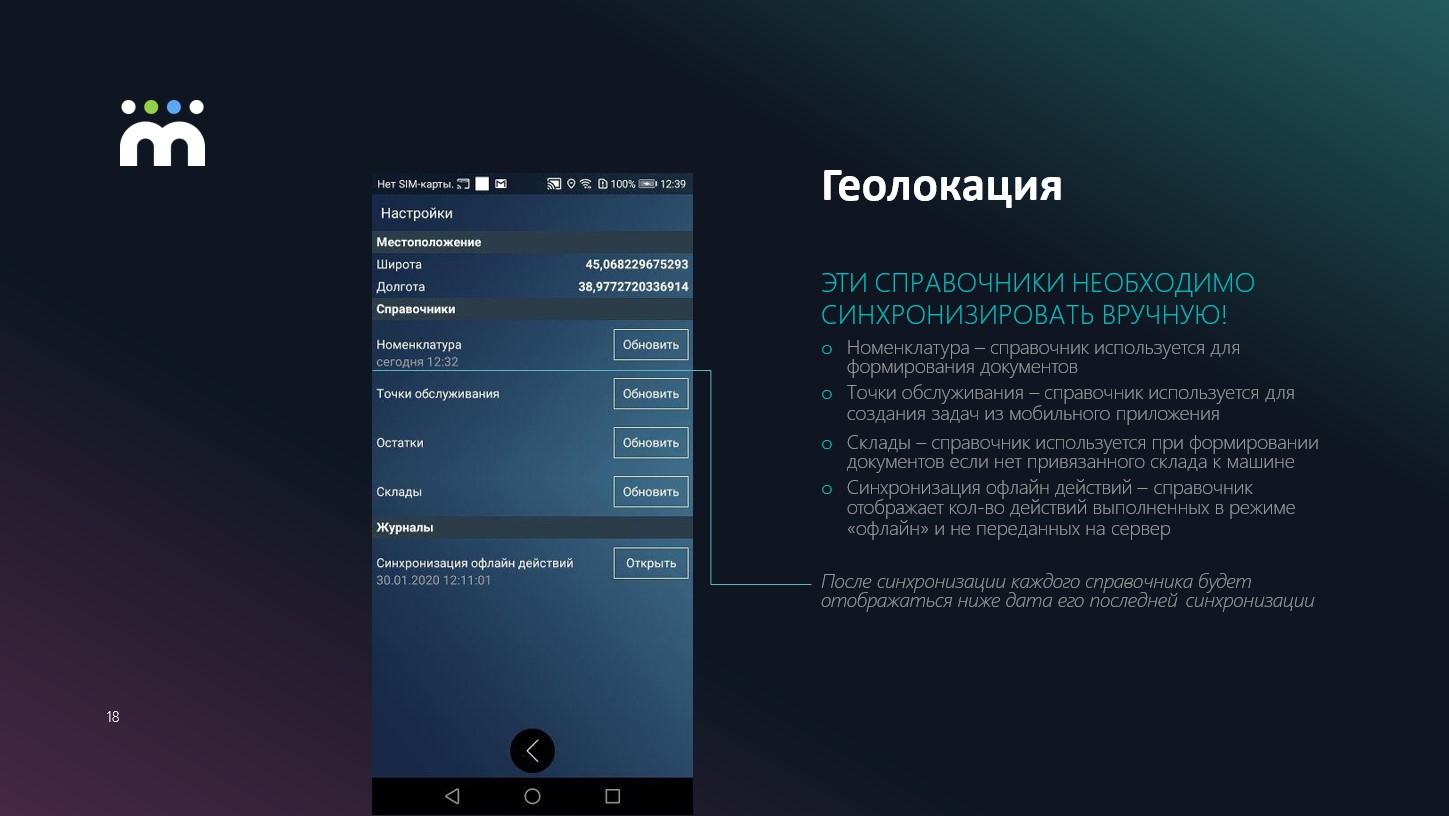 Нет SIM-карты. 100% 12:39
Настройки
Местоположение
Широта 45,068229675293
Долгота 38,9772720336914
Справочники
Номенклатура Обновить
сегодня 12:32
Точки обслуживания Обновить
Остатки Обновить
Склады Обновить
Журналы
Синхронизация офлайн действий Открыть
30.01.2020 12:11:01
Геолокация
ЭТИ СПРАВОЧНИКИ НЕОБХОДИМО
СИНХРОНИЗИРОВАТЬ ВРУЧНУЮ!
o Номенклатура – справочник используется для
формирования документов
o Точки обслуживания – справочник используется для
создания задач из мобильного приложения
o Склады – справочник используется при формировании
документов если нет привязанного склада к машине
o Синхронизация офлайн действий – справочник
отображает кол-во действий выполненных в режиме
«офлайн» и не переданных на сервер
После синхронизации каждого справочника будет
отображаться ниже дата его последней синхронизации
18